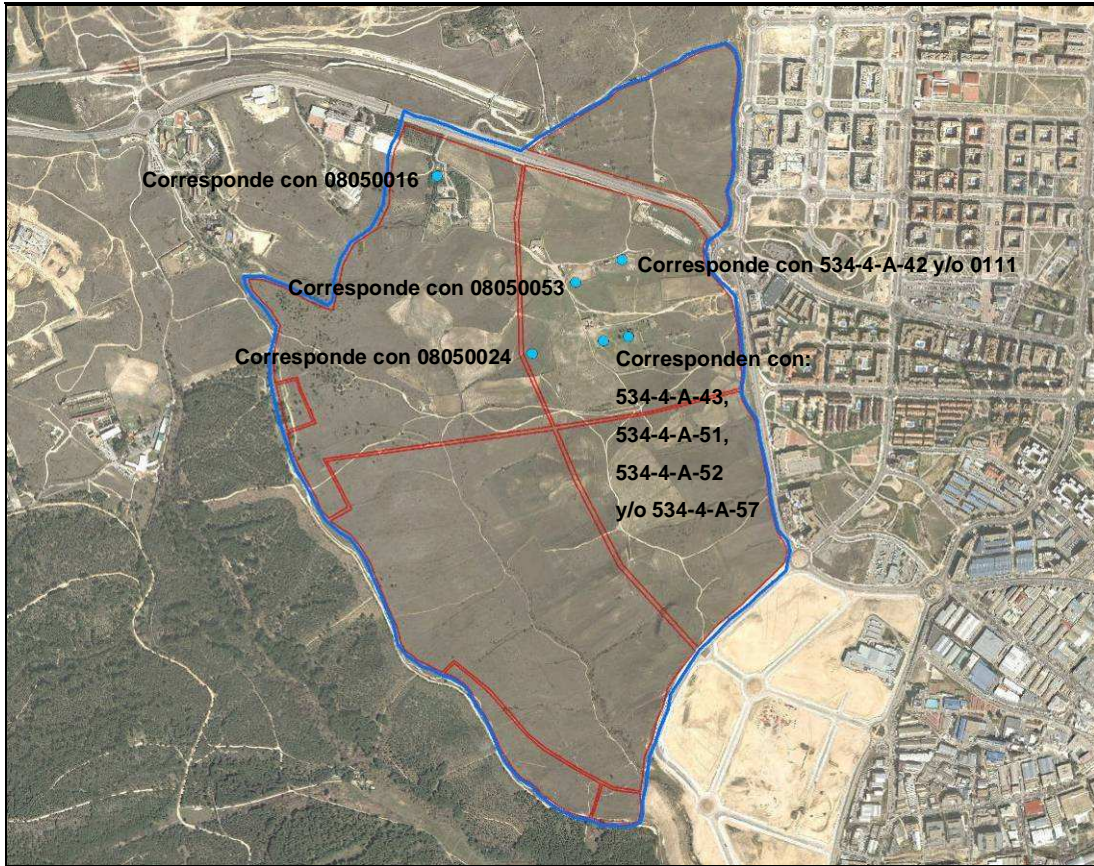 Corresponde con 08050016
Corresponde con 534-4-A-42 y/o 0111
Corresponde con 08050053
Corresponde con 08050024
Corresponden con:
534-4-A-43,
534-4-A-51,
534-4-A-52
y/o 534-4-A-57